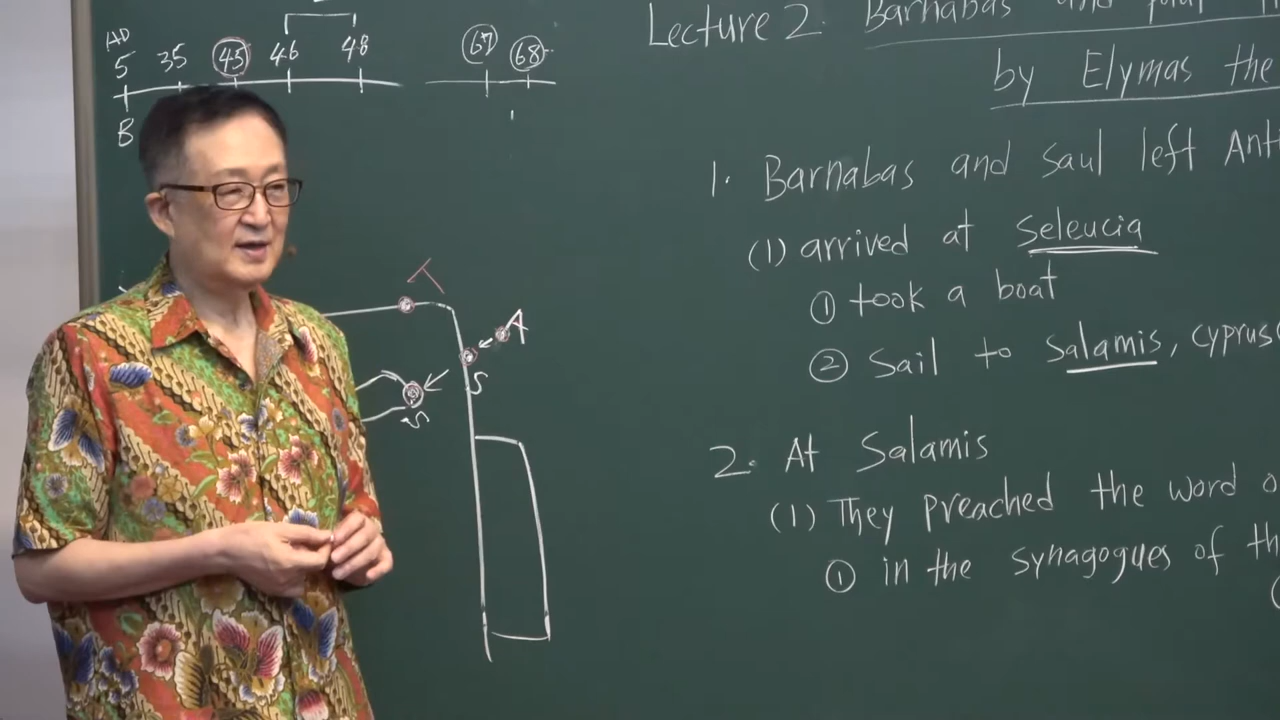 AD
5 35 45 46 48 67 68
B
T
A
S
S
Lecture 2. Barnabas and
by Elymas the
1. Barnabas and Saul left Ant
(1) arrived at Seleucia
① took a boat
② Sail to Salamis, cyprus
2. At Salamis
(1) They preached the word o
① in the synagogues of th